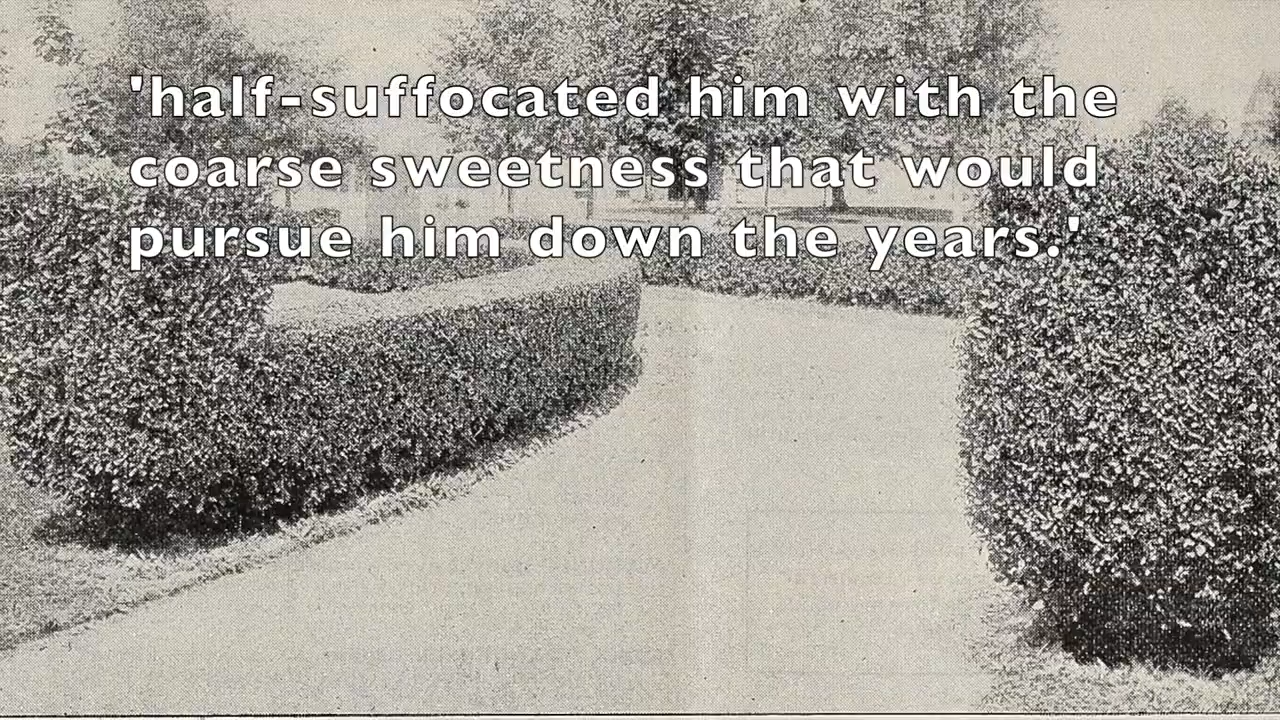 'half-suffocated him with the
coarse sweetness that would
pursue him down the years.'